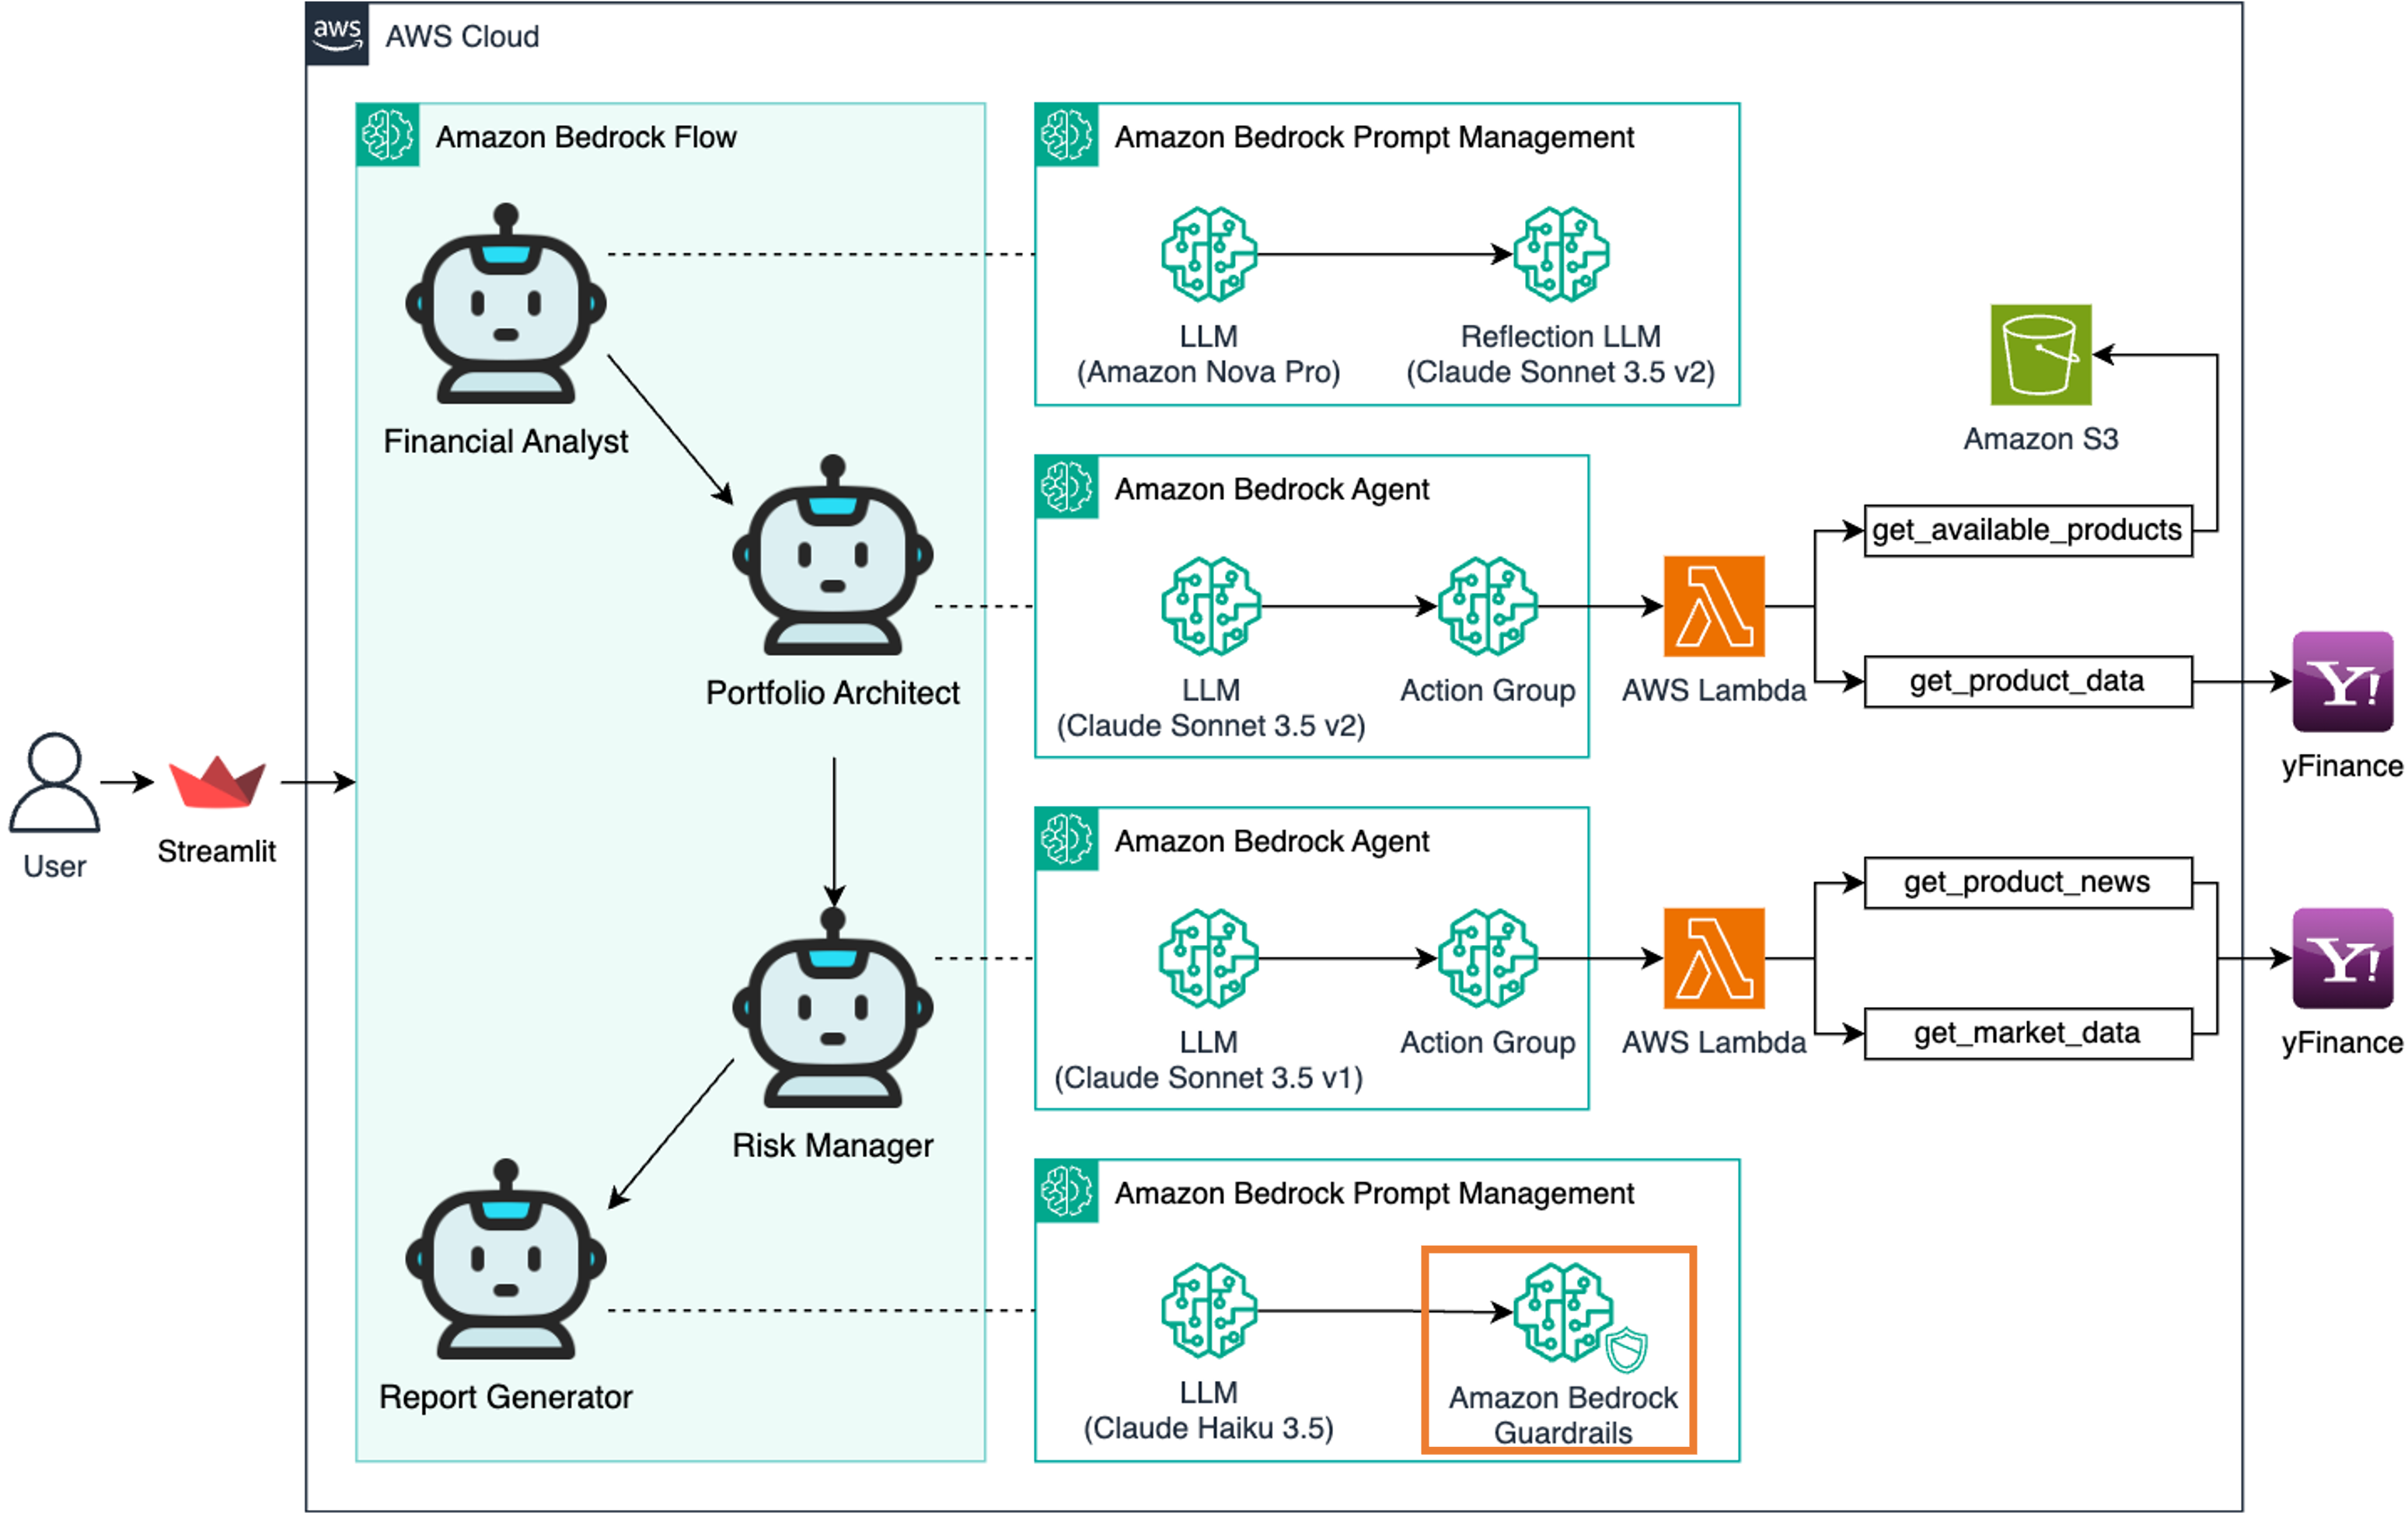 aws
AWS Cloud
Amazon Bedrock Flow
Financial Analyst
Portfolio Architect
Risk Manager
Report Generator
User
Streamlit
Amazon Bedrock Prompt Management
LLM
(Amazon Nova Pro)
Reflection LLM
(Claude Sonnet 3.5 v2)
Amazon Bedrock Agent
LLM
(Claude Sonnet 3.5 v2)
Action Group
AWS Lambda
get_available_products
get_product_data
Amazon S3
Y!
yFinance
Amazon Bedrock Agent
LLM
(Claude Sonnet 3.5 v1)
Action Group
AWS Lambda
get_product_news
get_market_data
Y!
yFinance
Amazon Bedrock Prompt Management
LLM
(Claude Haiku 3.5)
Amazon Bedrock
Guardrails